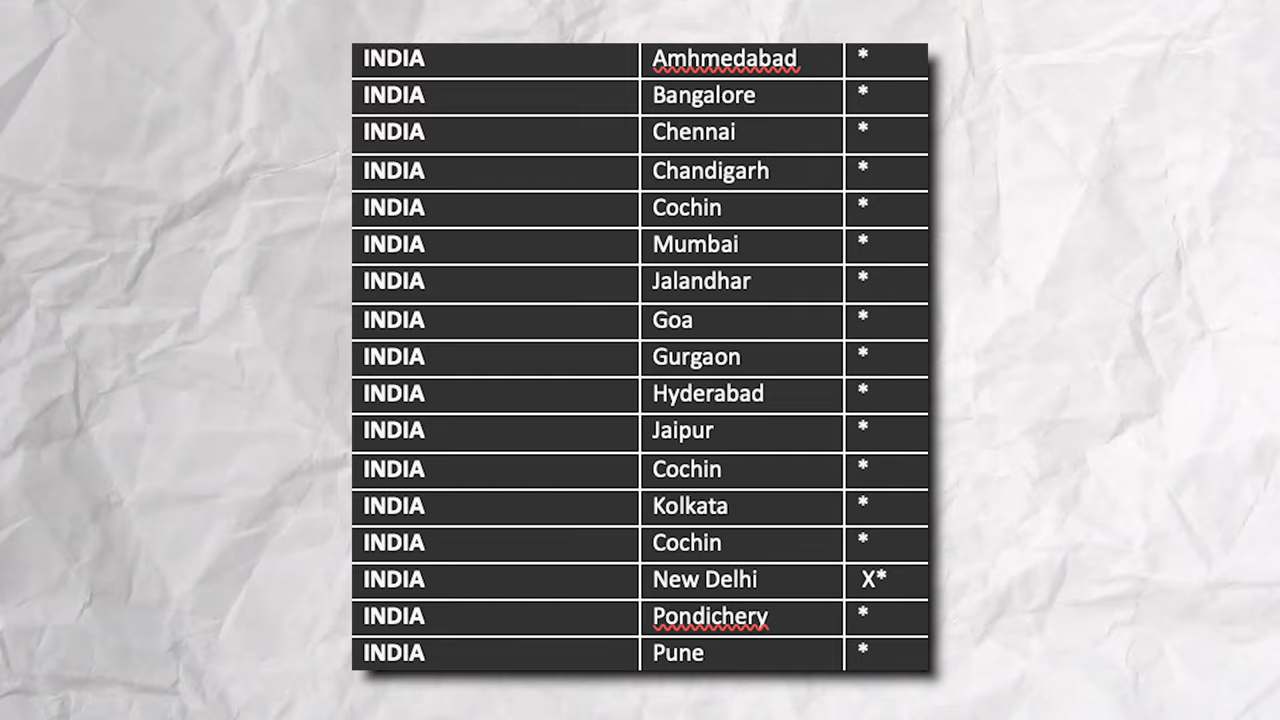 INDIA Amhmedabad *
INDIA Bangalore *
INDIA Chennai *
INDIA Chandigarh *
INDIA Cochin *
INDIA Mumbai *
INDIA Jalandhar *
INDIA Goa *
INDIA Gurgaon *
INDIA Hyderabad *
INDIA Jaipur *
INDIA Cochin *
INDIA Kolkata *
INDIA Cochin *
INDIA New Delhi X*
INDIA Pondichery *
INDIA Pune *